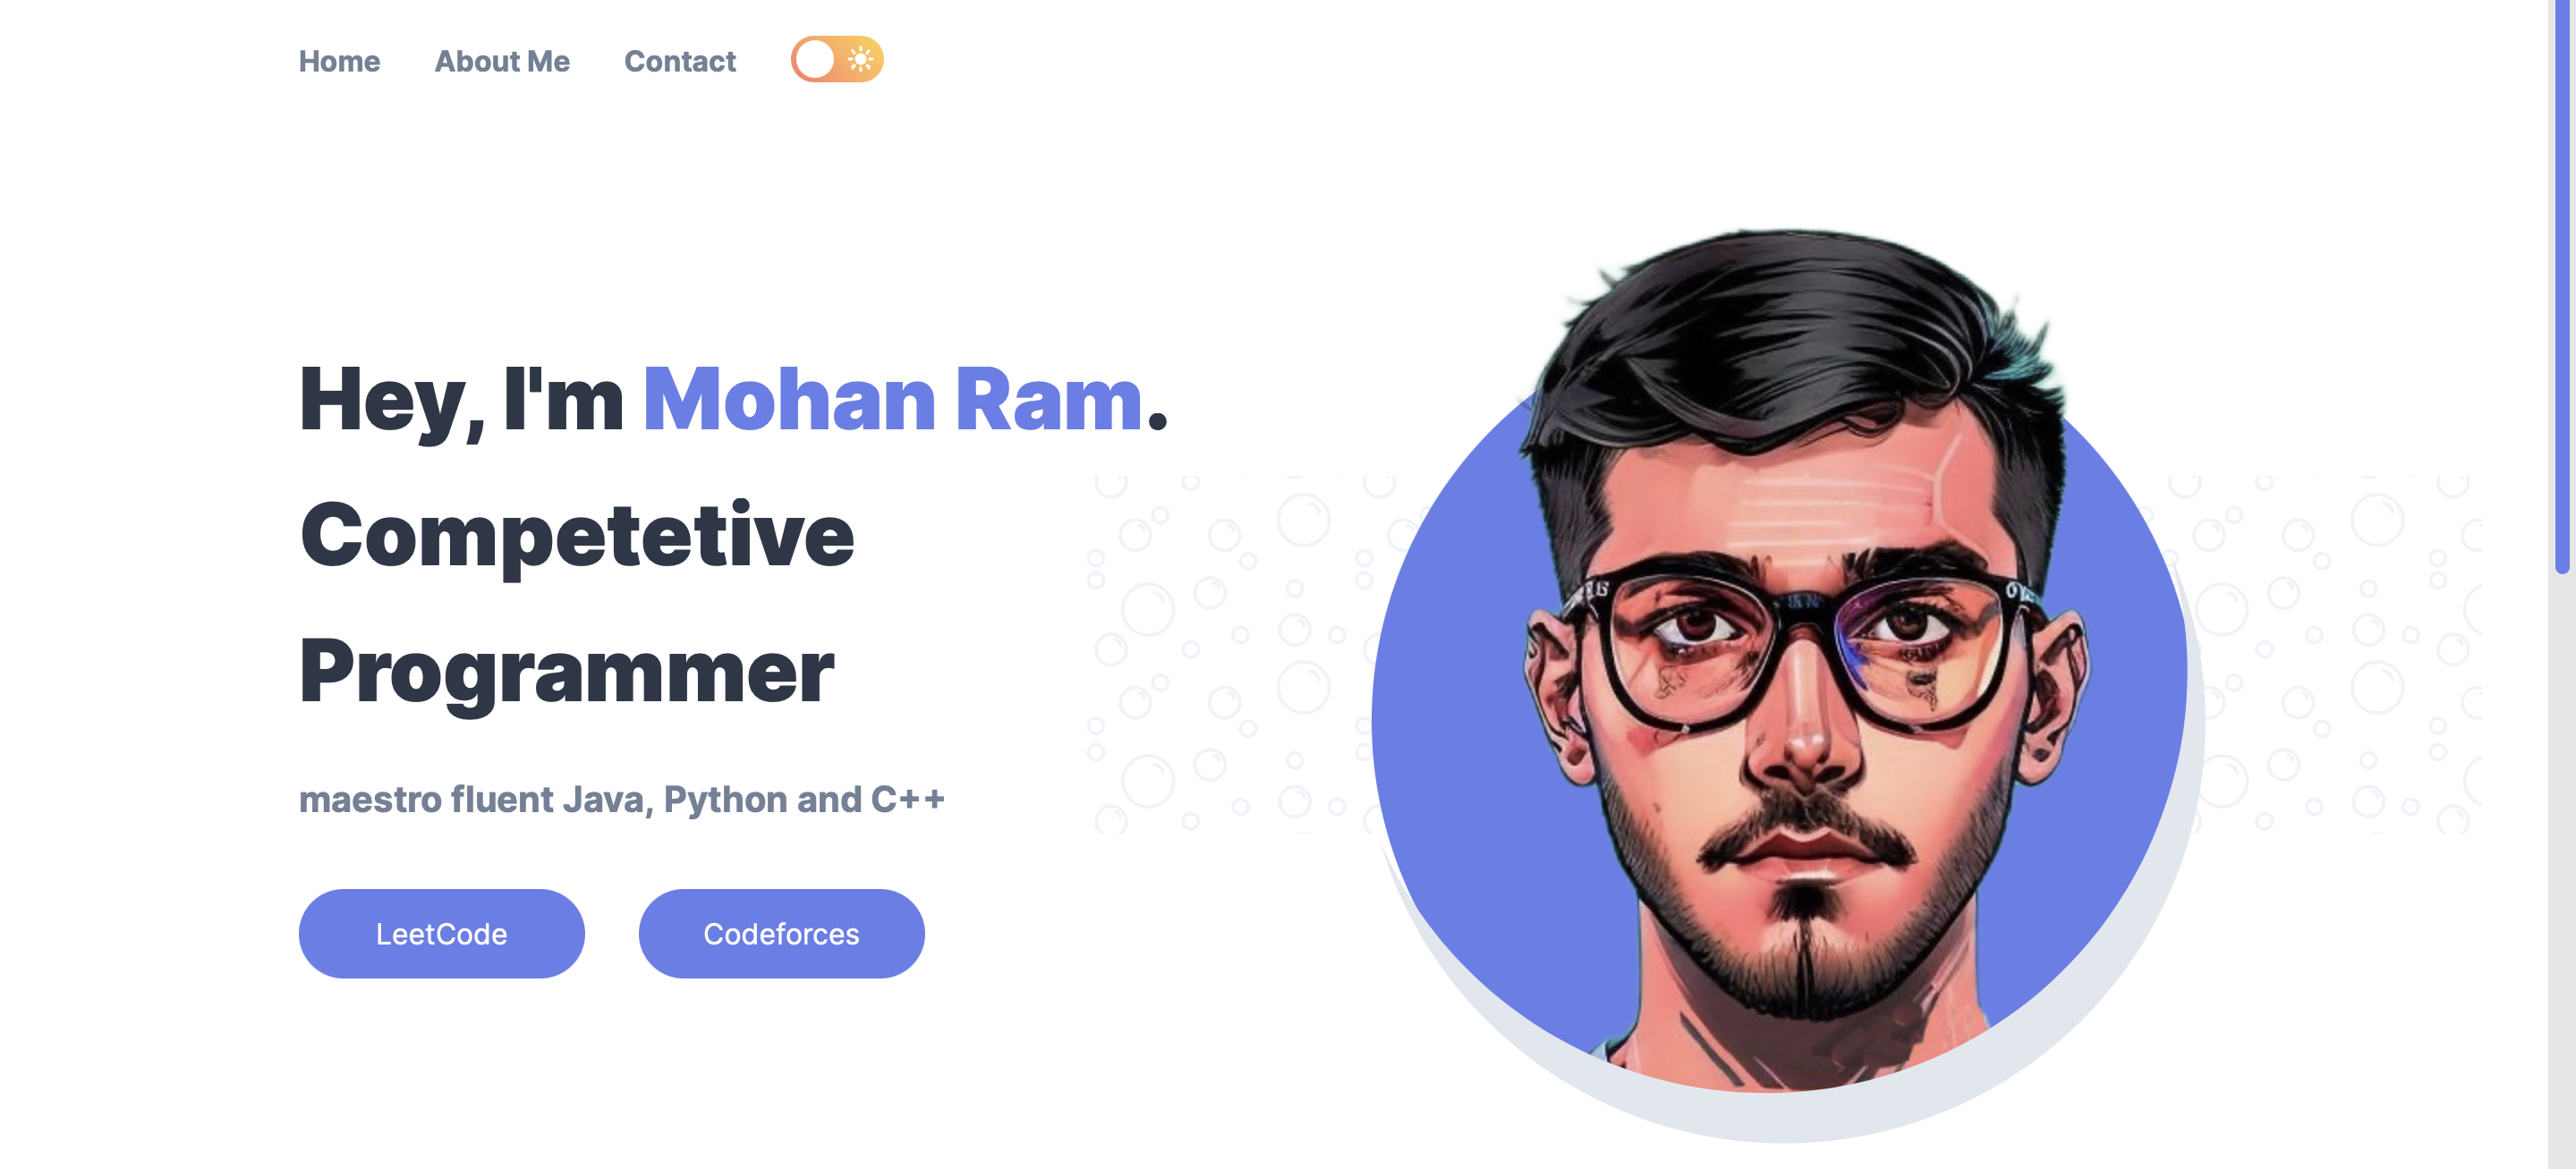 Home About Me Contact
Hey, I'm Mohan Ram.
Competetive
Programmer
maestro fluent Java, Python and C++
LeetCode Codeforces